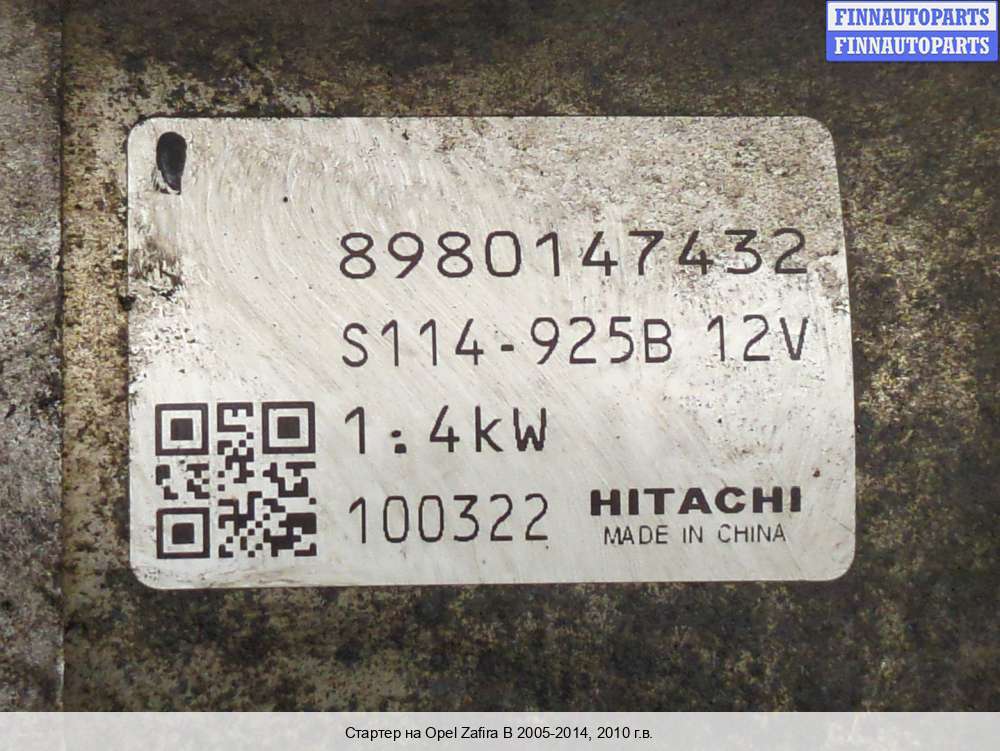 FINNAUTOPARTS
FINNAUTOPARTS
8980147432
S114-925B 12V
1.4kW
100322 HITACHI
MADE IN CHINA
Стартер на Opel Zafira B 2005-2014, 2010 г.в.